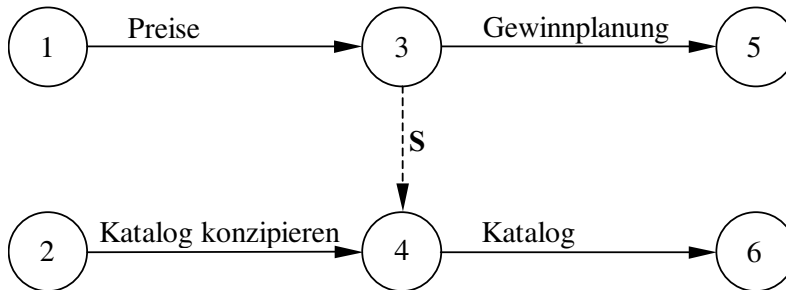 Preise
Gewinnplanung
1
3
5
S
Katalog konzipieren
Katalog
2
4
6